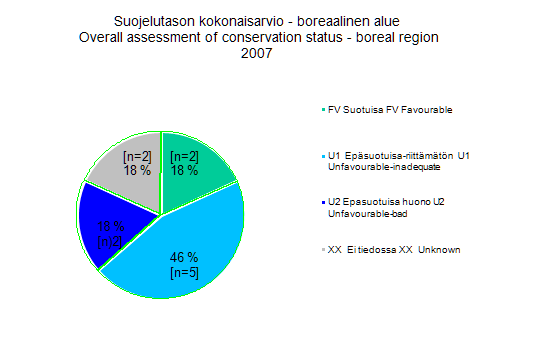 Suojelutason kokonaisarvio - boreaalinen alue
Overall assessment of conservation status - boreal region
2007
[n=2]
18 %
[n=2]
18 %
18 %
[n)2]
46 %
[n=5]
FV Suotuisa FV Favourable
U1 Epäsuotuisa-riittämätön U1
Unfavourable-inadequate
U2 Epasuotuisa huono U2
Unfavourable-bad
XX Ei tiedossa XX Unknown